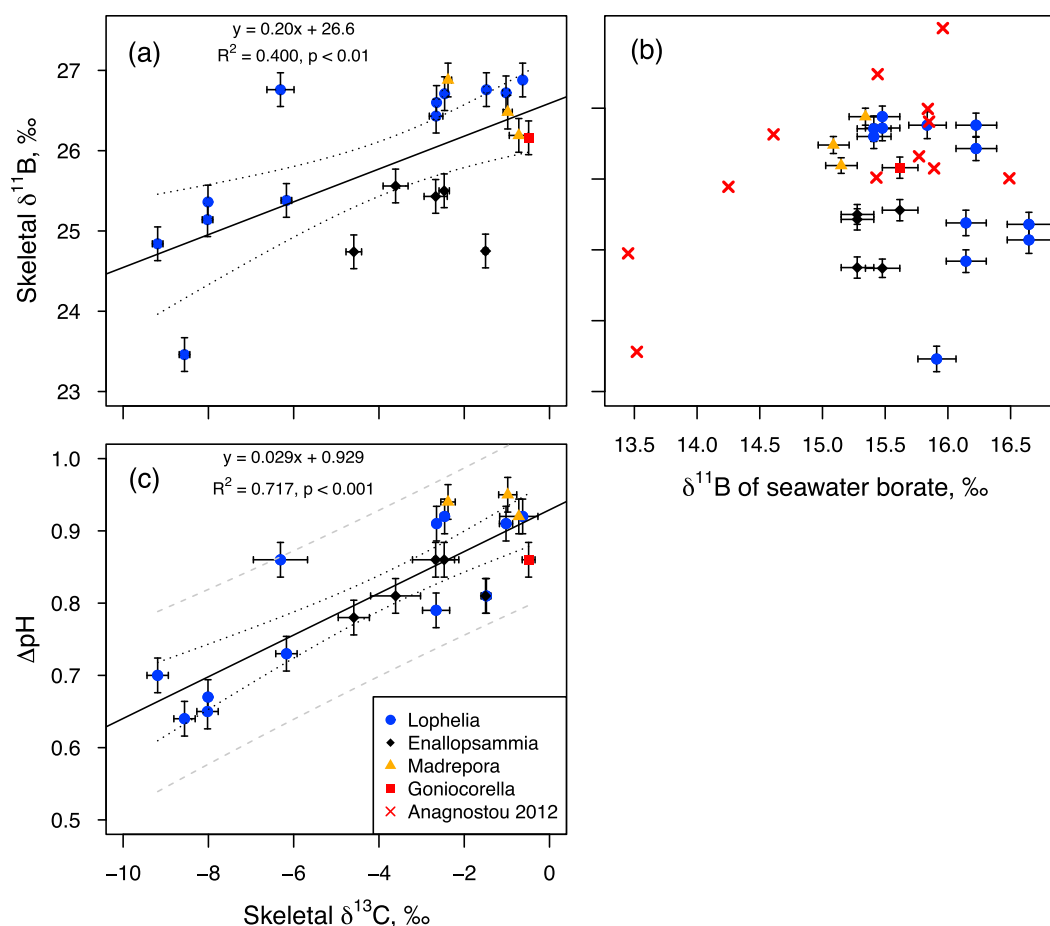 (a)
y = 0.20x + 26.6
R² = 0.400, p < 0.01
Skeletal δ¹¹B, ‰
27
26
25
24
23
(b)
13.5 14.0 14.5 15.0 15.5 16.0 16.5
δ¹¹B of seawater borate, ‰
(c)
y = 0.029x + 0.929
R² = 0.717, p < 0.001
ΔpH
1.0
0.9
0.8
0.7
0.6
0.5
Lophelia
Enallopsammia
Madrepora
Goniocorella
Anagnostou 2012
−10 −8 −6 −4 −2 0
Skeletal δ¹³C, ‰